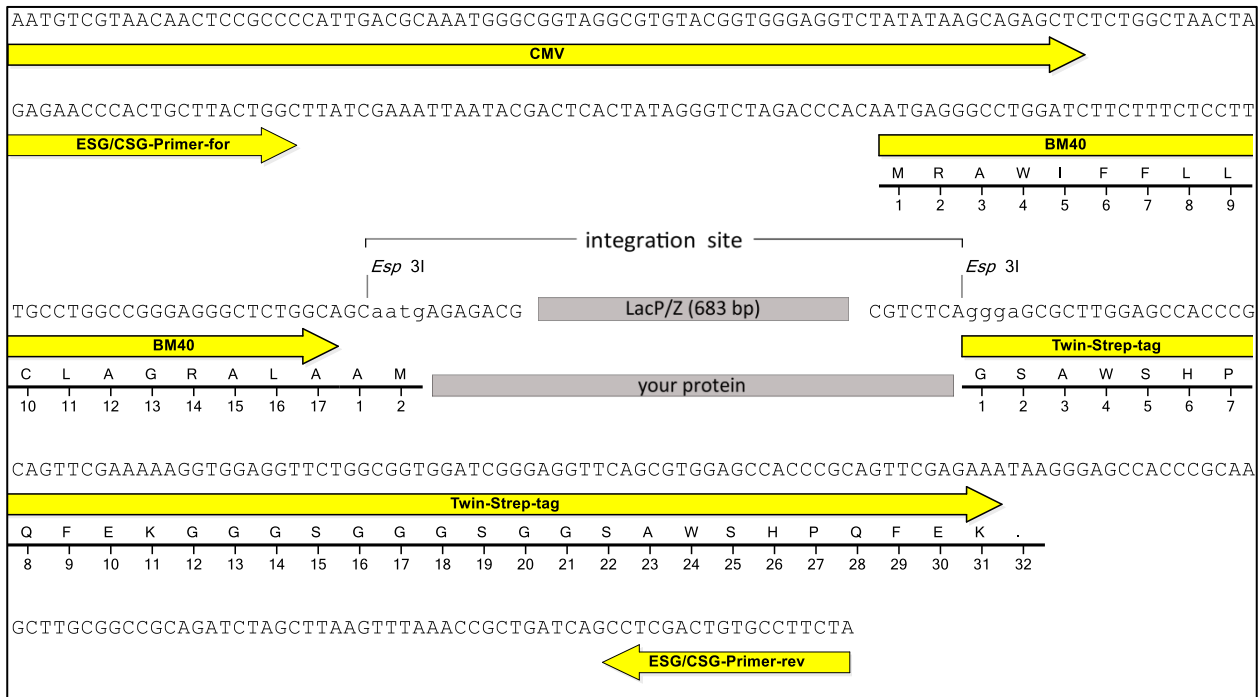 AATGTCGTAACAACTCCGCCCCATTGACGCAAATGGGCGGTAGGCGTGTACGGTGGGAGGTCTATATAAGCAGAGCTCTCTGGCTAACTA
CMV
GAGAACCCACTGCTTACTGGCTTATCGAAATTAATACGACTCACTATAGGGTCTAGACCCACAATGAGGGCCTGGATCTTCTTTCTCCTT
ESG/CSG-Primer-for BM40
M R A W I F F L L
1 2 3 4 5 6 7 8 9
integration site
Esp 3I Esp 3I
TGCCTGGCCGGGAGGGCTCTGGCAGCaatgAGAGACG LacP/Z (683 bp) CGTCTCAgggaGCGCTTGGAGCCACCCG
BM40 Twin-Strep-tag
C L A G R A L A A M your protein G S A W S H P
10 11 12 13 14 15 16 17 1 2 1 2 3 4 5 6 7
CAGTTCGAAAAAGGTGGAGGTTCTGGCGGTGGATCGGGAGGTTCAGCGTGGAGCCACCCGCAGTTCGAGAAATAAGGGAGCCACCCGCAA
Twin-Strep-tag
Q F E K G G G S G G G S G G S A W S H P Q F E K .
8 9 10 11 12 13 14 15 16 17 18 19 20 21 22 23 24 25 26 27 28 29 30 31 32
GCTTGCGGCCGCAGATCTAGCTTAAGTTTAAACCGCTGATCAGCCTCGACTGTGCCTTCTA
ESG/CSG-Primer-rev